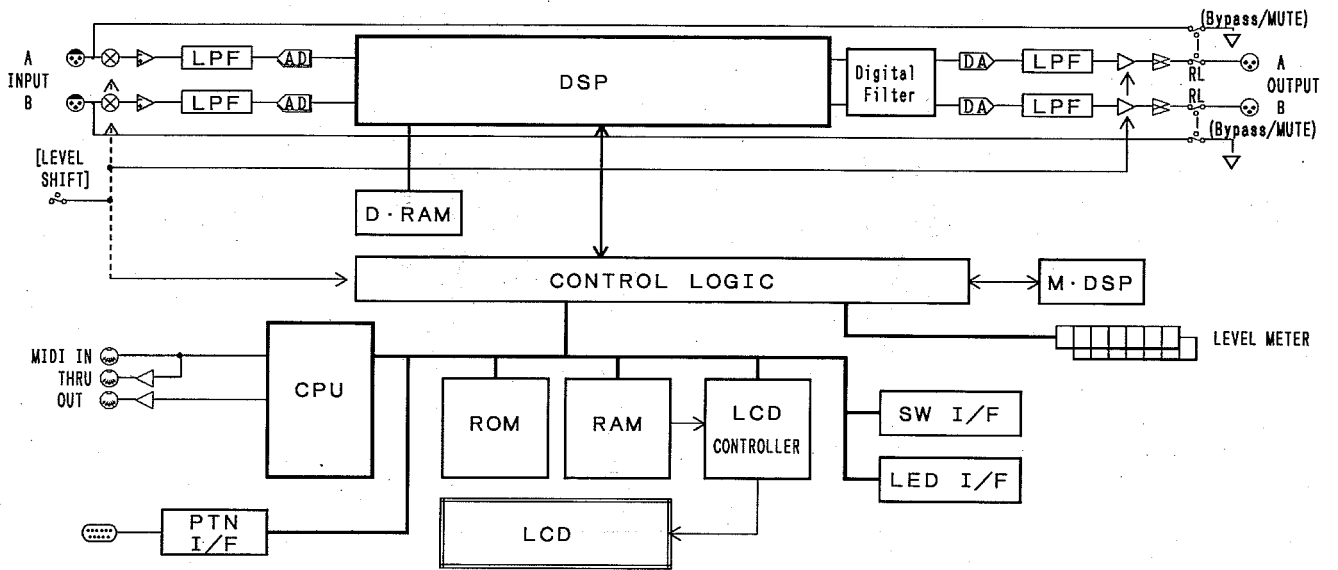 (Bypass/MUTE)
A
INPUT
B
LPF
AD
LPF
AD
DSP
Digital
Filter
DA
LPF
DA
LPF
RL
RL
A
OUTPUT
B
(Bypass/MUTE)
[LEVEL
SHIFT]
D·RAM
CONTROL LOGIC
M·DSP
LEVEL METER
MIDI IN
THRU
OUT
CPU
ROM
RAM
LCD
CONTROLLER
SW I/F
LED I/F
PTN
I/F
LCD